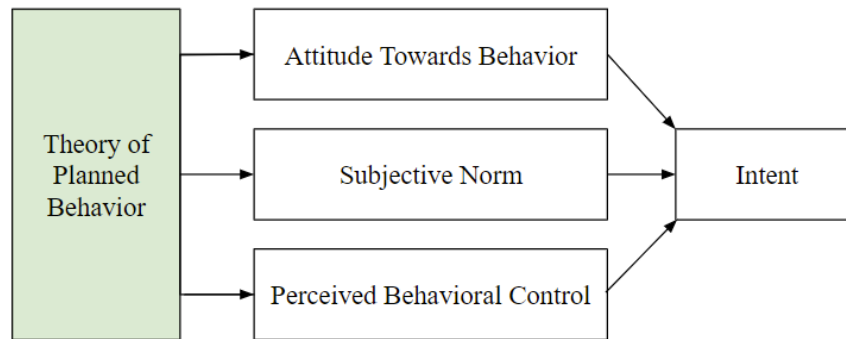 Theory of
Planned
Behavior
Attitude Towards Behavior
Subjective Norm
Perceived Behavioral Control
Intent